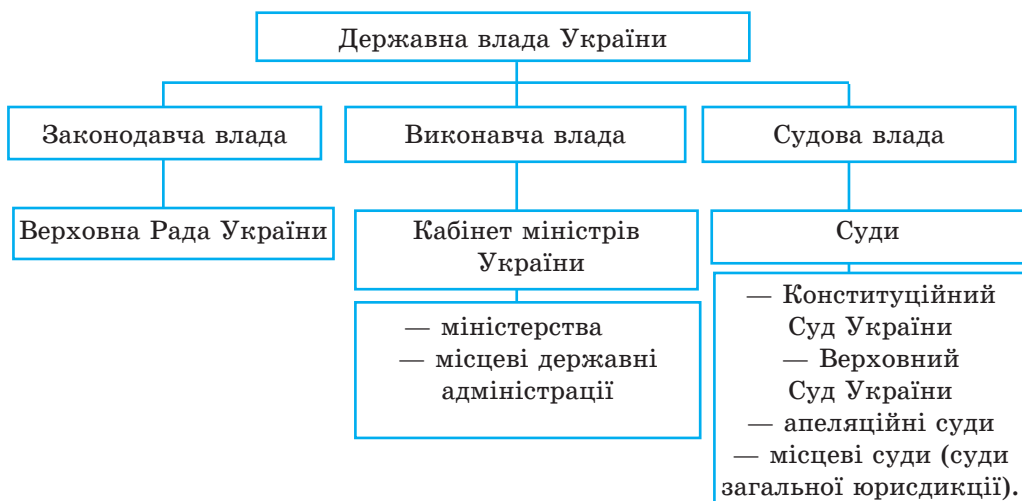 Державна влада України
Законодавча влада
Виконавча влада
Судова влада
Верховна Рада України
Кабінет міністрів
України
Суди
— міністерства
— місцеві державні
адміністрації
— Конституційний
Суд України
— Верховний
Суд України
— апеляційні суди
— місцеві суди (суди
загальної юрисдикції).